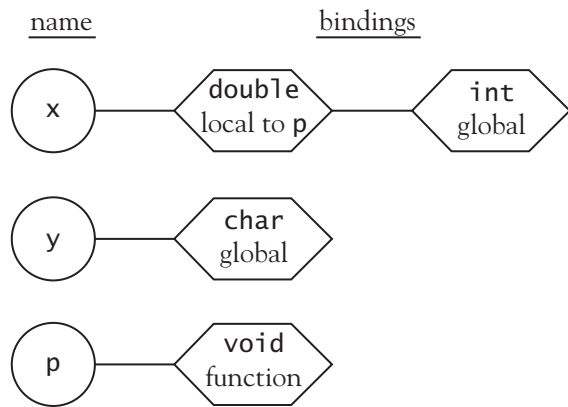 name
bindings
x
double
local to p
int
global
y
char
global
p
void
function